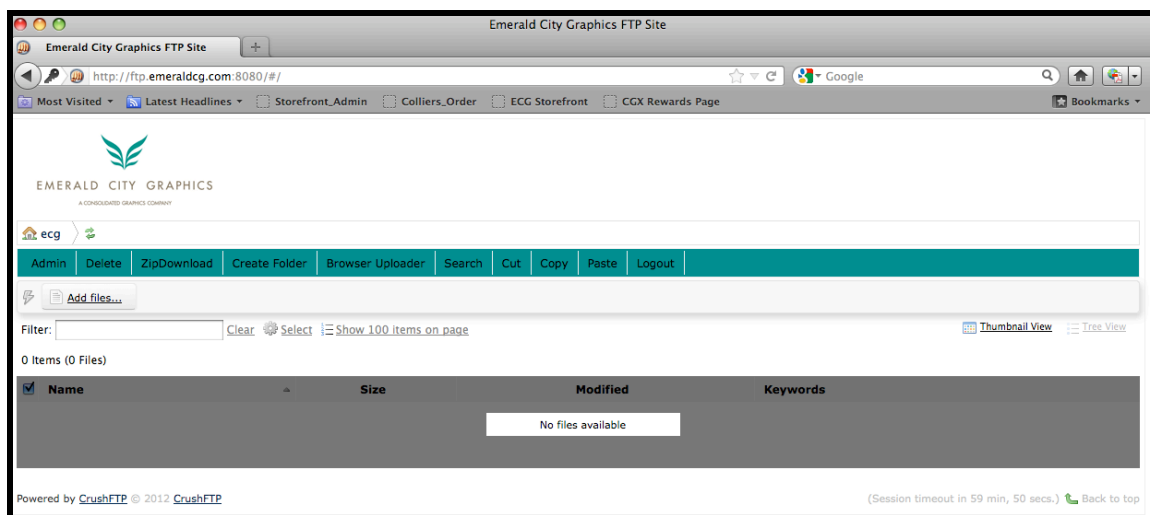 Emerald City Graphics FTP Site
Emerald City Graphics FTP Site
http://ftp.emeraldcg.com:8080/#/ Google
Most Visited Latest Headlines Storefront_Admin Colliers_Order ECG Storefront CGX Rewards Page Bookmarks
EMERALD CITY GRAPHICS
A CONSOLIDATED GRAPHICS COMPANY
ecg
Admin Delete ZipDownload Create Folder Browser Uploader Search Cut Copy Paste Logout
Add files...
Filter: Clear Select Show 100 items on page Thumbnail View Tree View
0 Items (0 Files)
Name Size Modified Keywords
No files available
Powered by CrushFTP © 2012 CrushFTP (Session timeout in 59 min, 50 secs.) Back to top